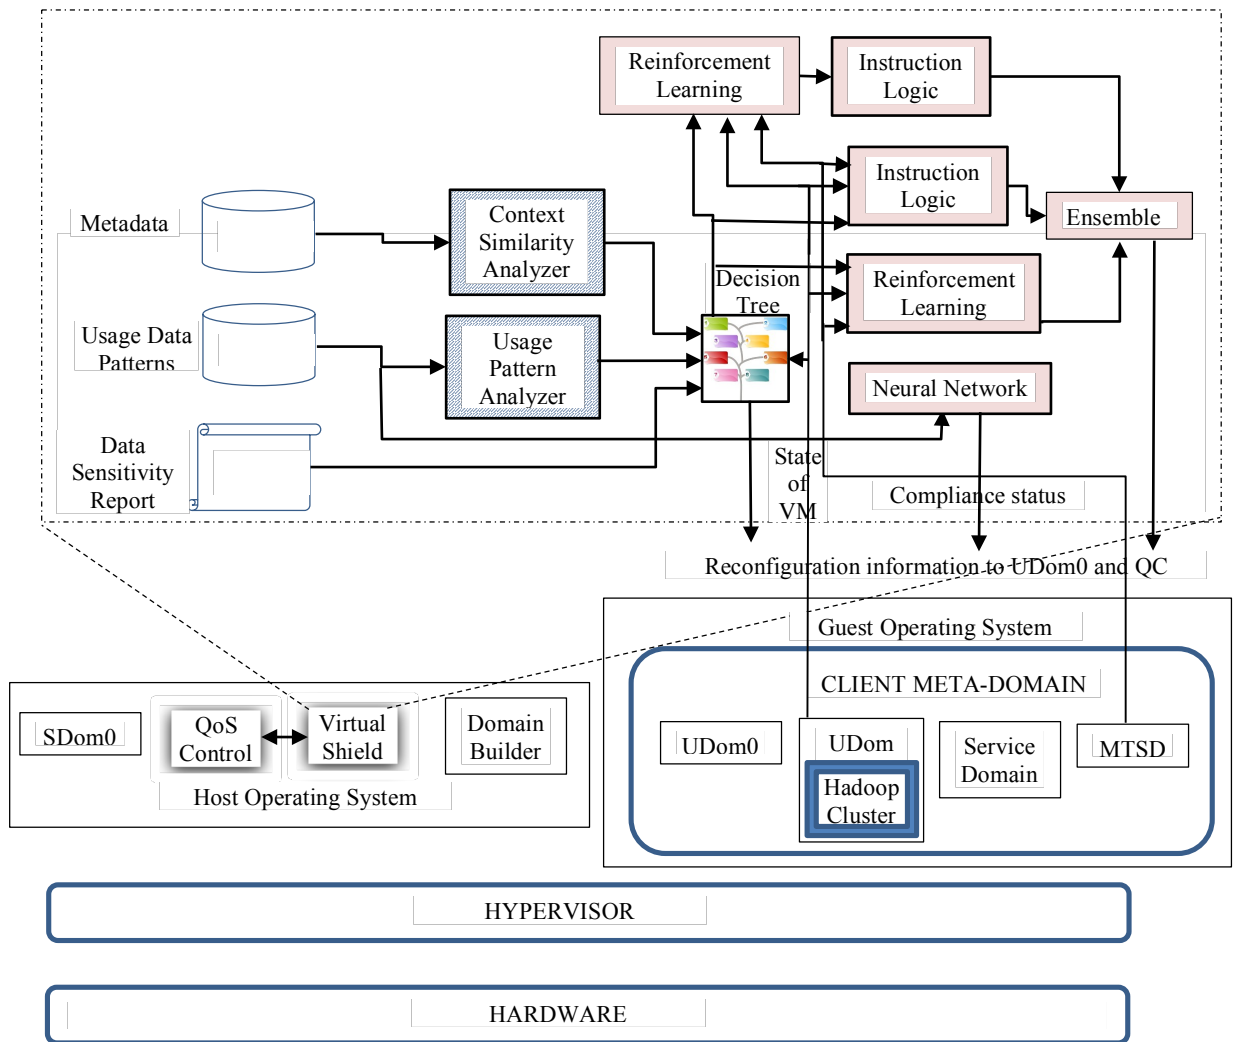 Reinforcement
Learning
Instruction
Logic
Instruction
Logic
Metadata
Context
Similarity
Analyzer
Ensemble
Decision
Tree
Reinforcement
Learning
Usage Data
Patterns
Usage
Pattern
Analyzer
Neural Network
Data
Sensitivity
Report
State
of
VM
Compliance status
Reconfiguration information to UDom0 and QC
Guest Operating System
CLIENT META-DOMAIN
SDom0
QoS
Control
Virtual
Shield
Domain
Builder
Host Operating System
UDom0
UDom
Hadoop
Cluster
Service
Domain
MTSD
HYPERVISOR
HARDWARE